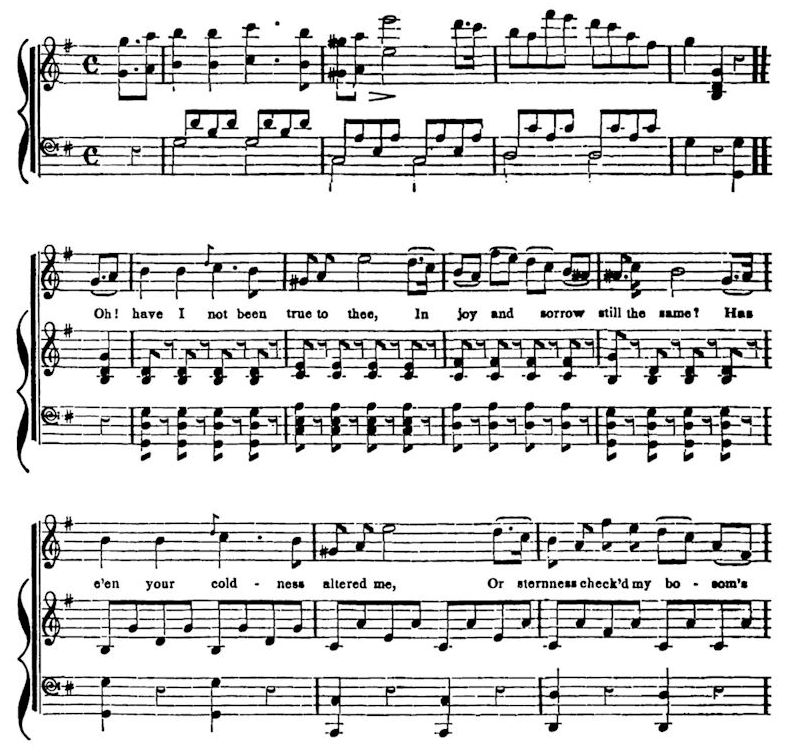 Oh! have I not been true to thee, In joy and sorrow still the same? Has
e'en your cold - ness altered me, Or sternness check'd my bo - som's